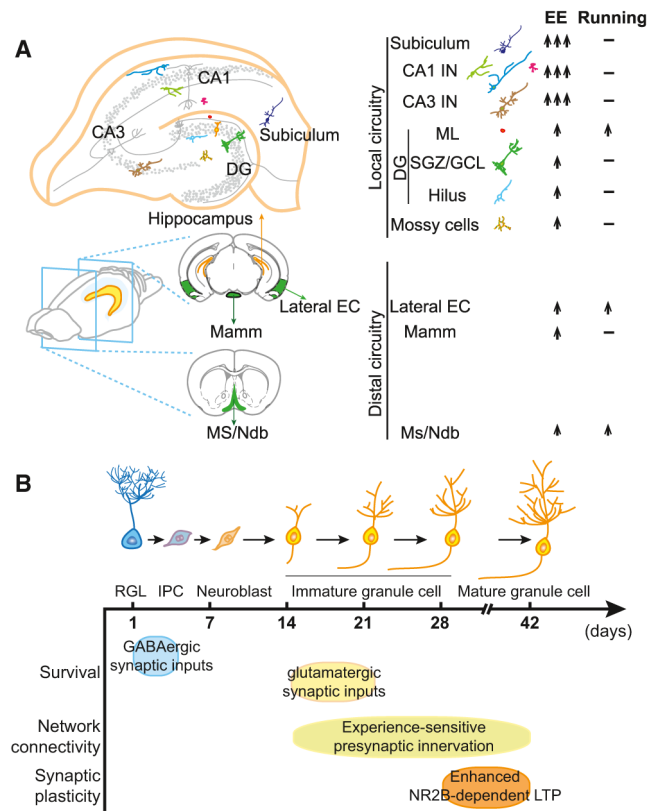 A
CA1
CA3
Subiculum
DG
Hippocampus
Lateral EC
Mamm
MS/Ndb
EE Running
Local circuitry
Subiculum –
CA1 IN –
CA3 IN –
DG
ML
SGZ/GCL –
Hilus –
Mossy cells –
Distal circuitry
Lateral EC
Mamm –
Ms/Ndb
B
RGL IPC Neuroblast Immature granule cell Mature granule cell
1 7 14 21 28 42
(days)
Survival
GABAergic
synaptic inputs
glutamatergic
synaptic inputs
Network
connectivity
Experience-sensitive
presynaptic innervation
Synaptic
plasticity
Enhanced
NR2B-dependent LTP